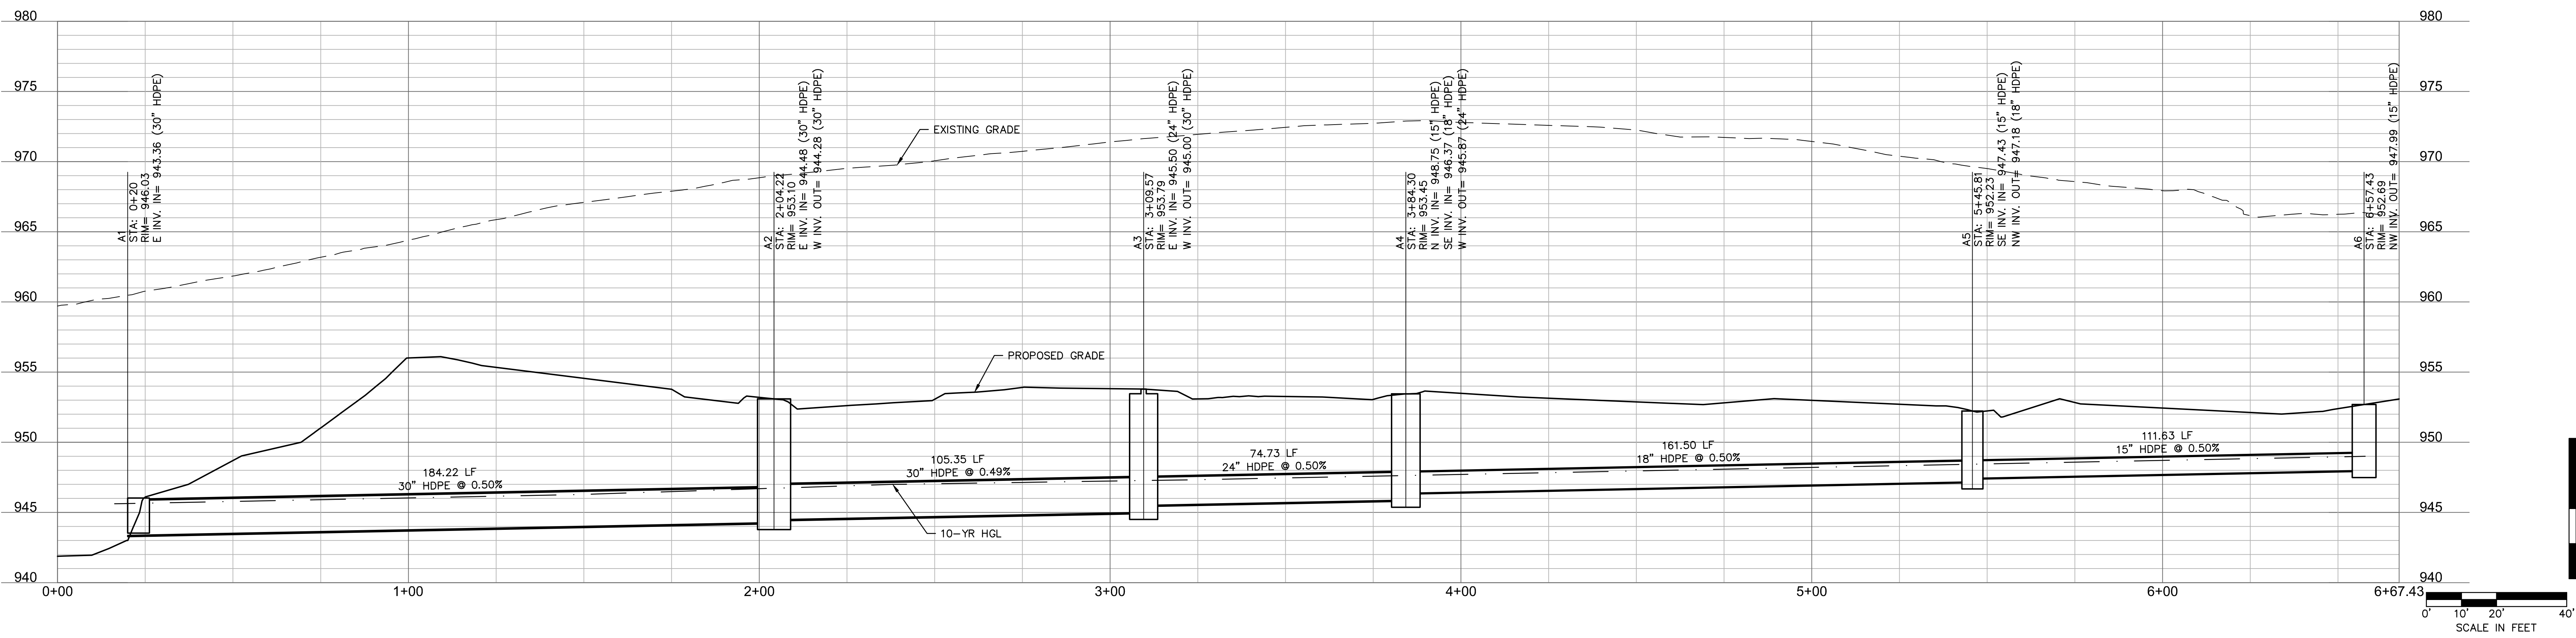 980
975
970
965
960
955
950
945
940
A1
STA: 0+20
RIM= 946.03
E INV. IN= 943.36 (30" HDPE)
A2
STA: 2+04.22
RIM= 953.10
E INV. IN= 944.48 (30" HDPE)
W INV. OUT= 944.28 (30" HDPE)
EXISTING GRADE
A3
STA: 3+09.57
RIM= 953.79
E INV. IN= 945.50 (24" HDPE)
W INV. OUT= 945.00 (30" HDPE)
A4
STA: 3+84.30
RIM= 953.45
N INV. IN= 948.75 (15" HDPE)
SE INV. IN= 946.37 (18" HDPE)
W INV. OUT= 945.87 (24" HDPE)
A5
STA: 5+45.81
RIM= 952.23
SE INV. IN= 947.43 (15" HDPE)
NW INV. OUT= 947.18 (18" HDPE)
A6
STA: 6+57.43
RIM= 952.69
NW INV. OUT= 947.99 (15" HDPE)
PROPOSED GRADE
184.22 LF
30" HDPE @ 0.50%
105.35 LF
30" HDPE @ 0.49%
74.73 LF
24" HDPE @ 0.50%
161.50 LF
18" HDPE @ 0.50%
111.63 LF
15" HDPE @ 0.50%
10-YR HGL
980
975
970
965
960
955
950
945
940
0+00
1+00
2+00
3+00
4+00
5+00
6+00
6+67.43
0' 10' 20' 40'
SCALE IN FEET